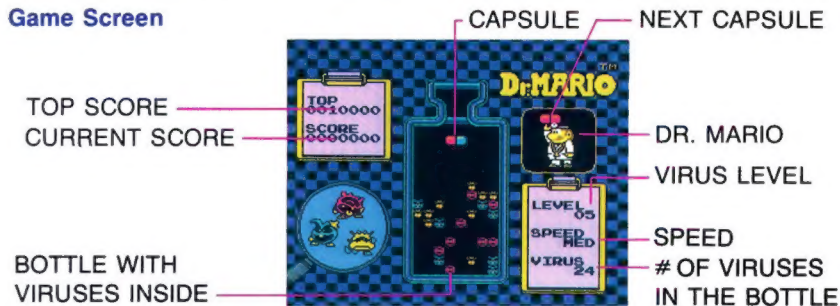 Game Screen
CAPSULE
NEXT CAPSULE
Dr. MARIO TM
TOP
0010000
SCORE
0000000
TOP SCORE
CURRENT SCORE
DR. MARIO
VIRUS LEVEL
LEVEL
05
SPEED
MED
VIRUS
24
SPEED
# OF VIRUSES
IN THE BOTTLE
BOTTLE WITH
VIRUSES INSIDE